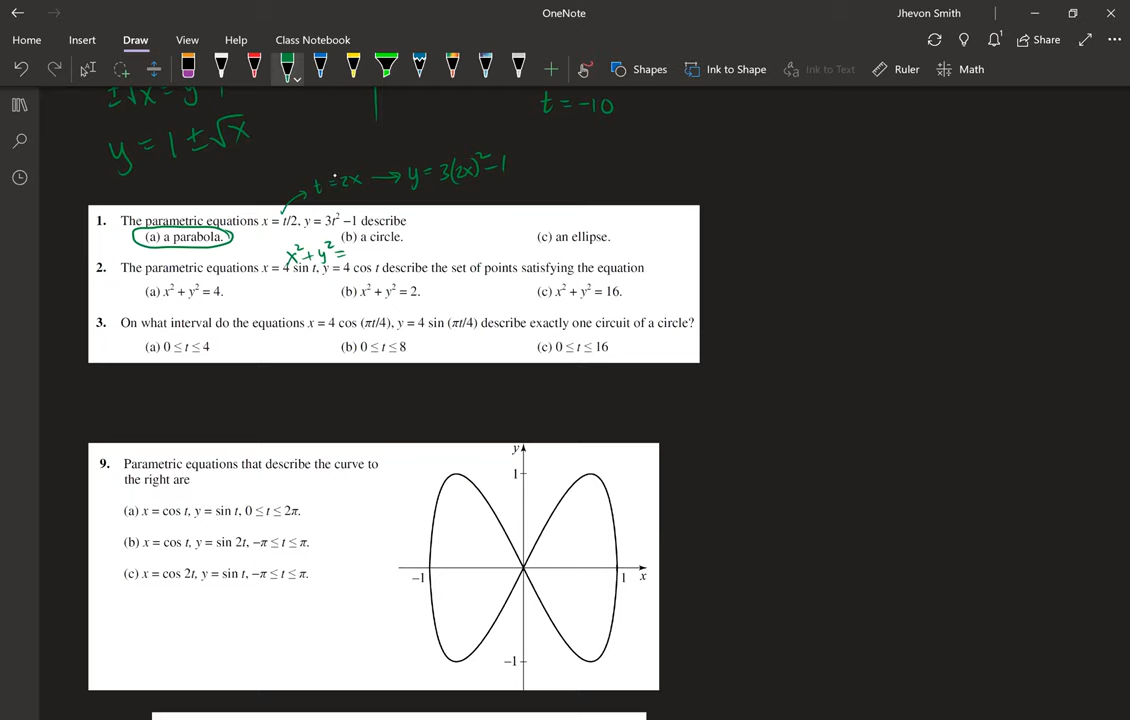 OneNote
Jhevon Smith
Home Insert Draw View Help Class Notebook
1 Share
Shapes Ink to Shape Ink to Text Ruler Math
±√x = y
t = -10
y = 1 ± √x
t = 2x → y = 3(2x)² - 1
1. The parametric equations x = t/2, y = 3t² −1 describe
(a) a parabola. (b) a circle. (c) an ellipse.
x² + y² =
2. The parametric equations x = 4 sin t, y = 4 cos t describe the set of points satisfying the equation
(a) x² + y² = 4. (b) x² + y² = 2. (c) x² + y² = 16.
3. On what interval do the equations x = 4 cos (πt/4), y = 4 sin (πt/4) describe exactly one circuit of a circle?
(a) 0 ≤ t ≤ 4 (b) 0 ≤ t ≤ 8 (c) 0 ≤ t ≤ 16
9. Parametric equations that describe the curve to
the right are
(a) x = cos t, y = sin t, 0 ≤ t ≤ 2π.
(b) x = cos t, y = sin 2t, −π ≤ t ≤ π.
(c) x = cos 2t, y = sin t, −π ≤ t ≤ π.
y
1
−1
1
x
−1